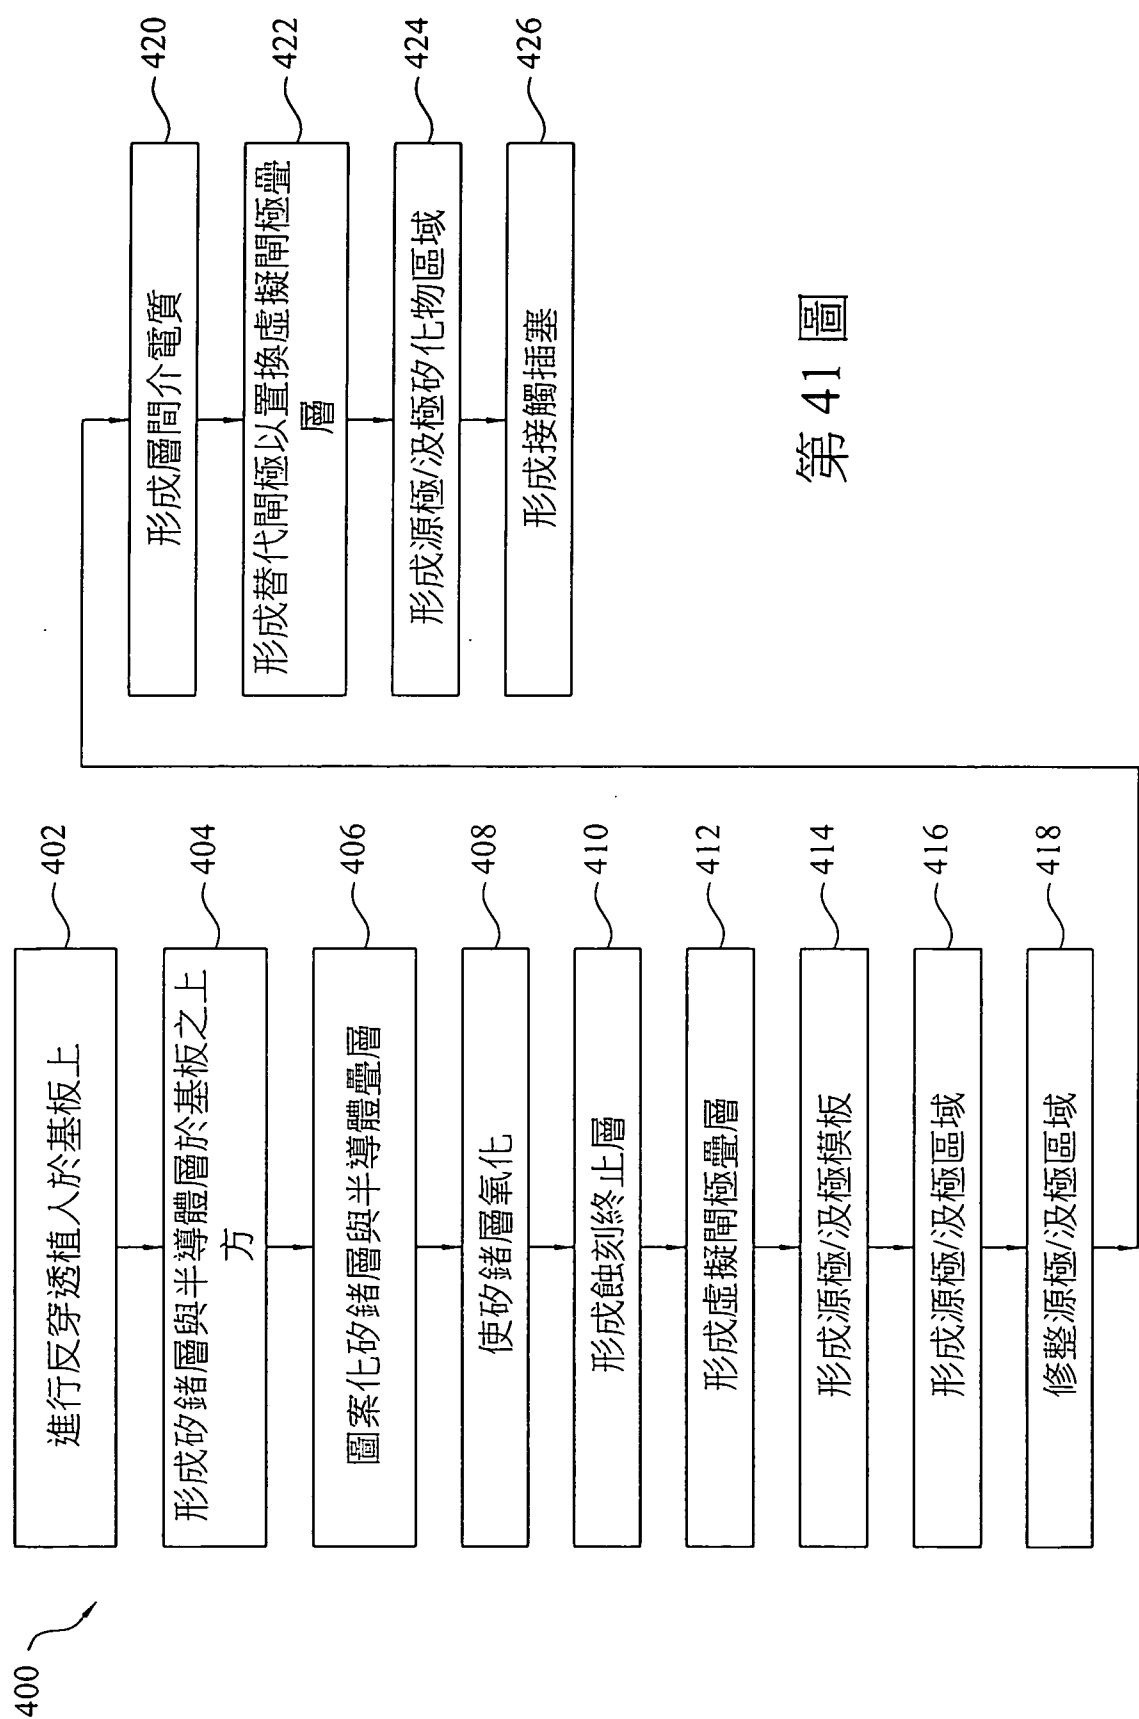 400
進行反穿透植入於基板上
402
形成矽鍺層與半導體層於基板之上
方
404
圖案化矽鍺層與半導體疊層
406
使矽鍺層氧化
408
形成蝕刻終止層
410
形成虛擬閘極疊層
412
形成源極/汲極模板
414
形成源極/汲極區域
416
修整源極/汲極區域
418
形成層間介電質
420
形成替代閘極以置換虛擬閘極疊
層
422
形成源極/汲極矽化物區域
424
形成接觸插塞
426
第 41 圖